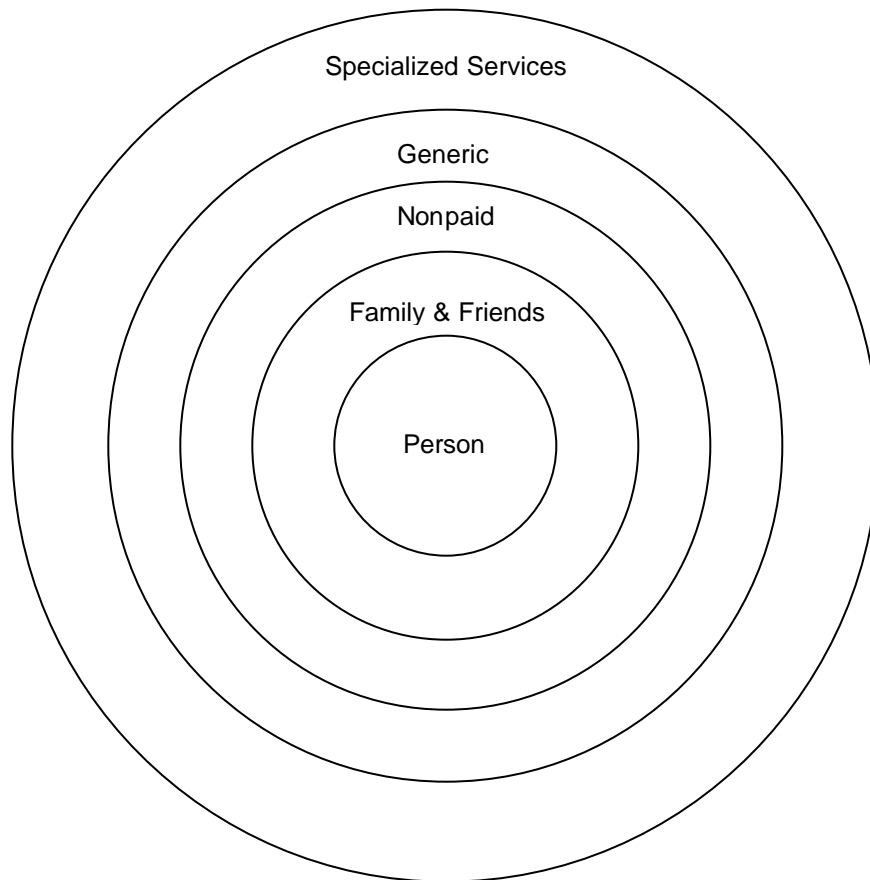 Specialized Services
Generic
Nonpaid
Family & Friends
Person